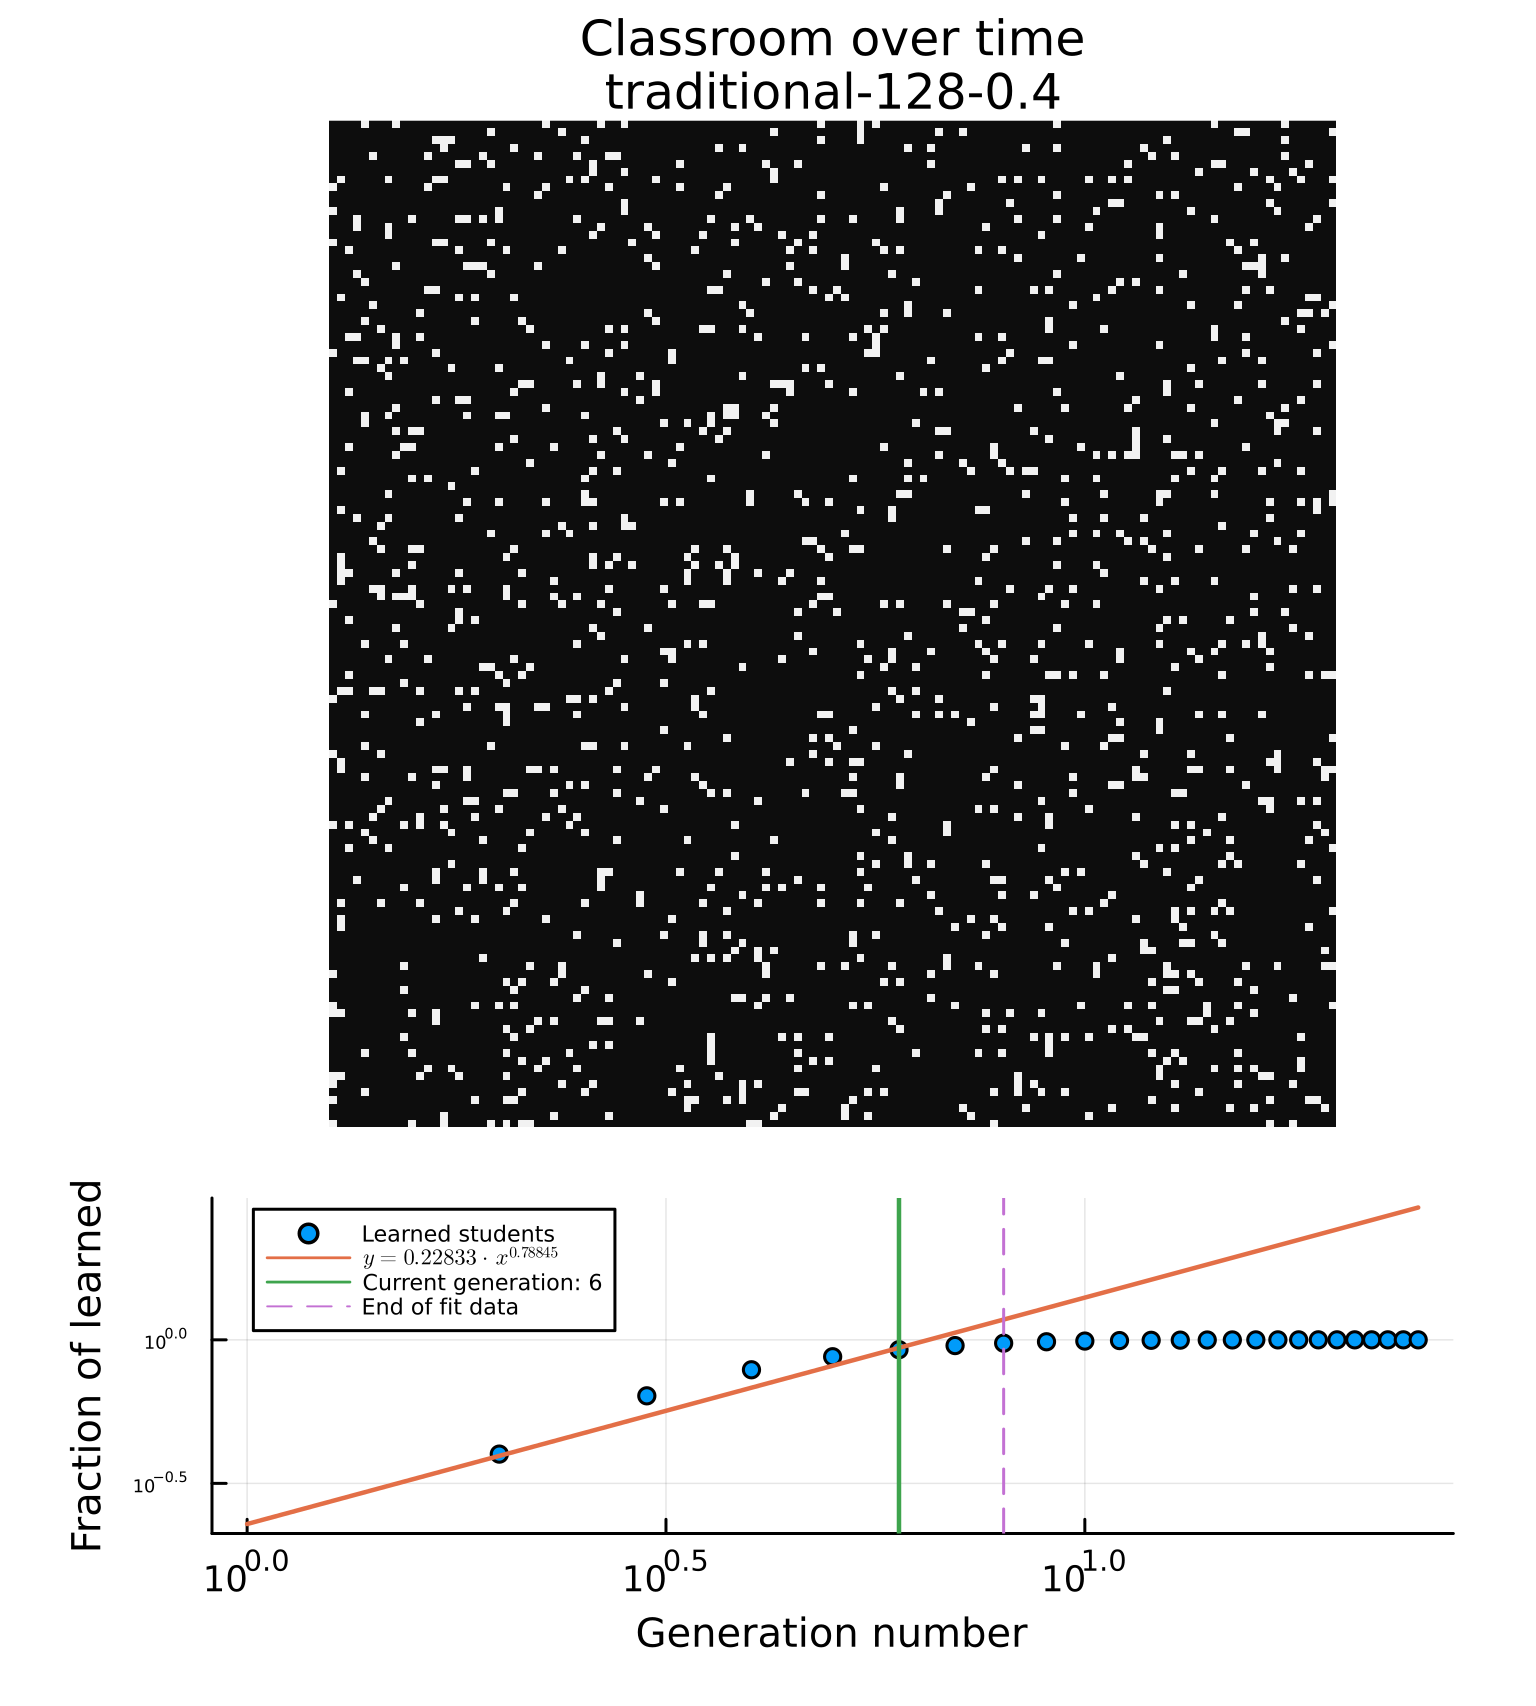 Classroom over time
traditional-128-0.4
Fraction of learned
Learned students
y = 0.22833 · x^0.78845
Current generation: 6
End of fit data
10^0.0
10^−0.5
10^0.0
10^0.5
10^1.0
Generation number